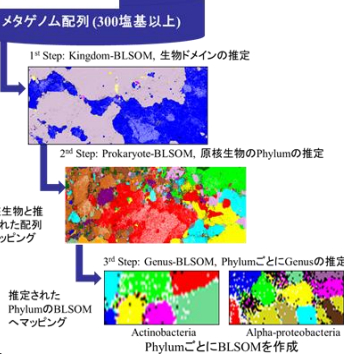 メタゲノム配列 (300塩基以上)
1st Step: Kingdom-BLSOM, 生物ドメインの推定
2nd Step: Prokaryote-BLSOM, 原核生物のPhylumの推定
生物と推
れた配列
ッピング
3rd Step: Genus-BLSOM, PhylumごとにGenusの推定
推定された
PhylumのBLSOM
へマッピング
Actinobacteria
Alpha-proteobacteria
PhylumごとにBLSOMを作成